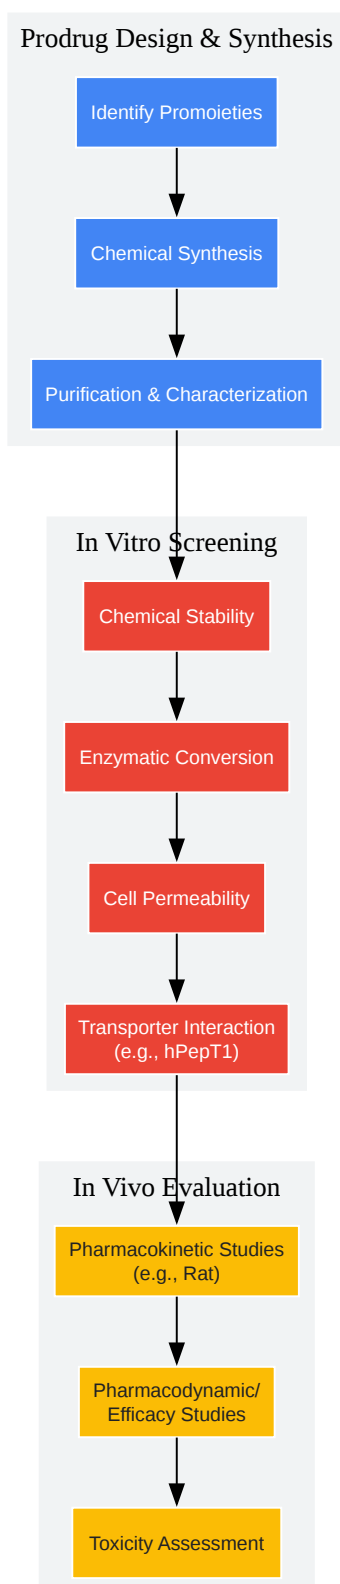 Prodrug Design & Synthesis
Identify Promoieties
Chemical Synthesis
Purification & Characterization
In Vitro Screening
Chemical Stability
Enzymatic Conversion
Cell Permeability
Transporter Interaction
(e.g., hPepT1)
In Vivo Evaluation
Pharmacokinetic Studies
(e.g., Rat)
Pharmacodynamic/
Efficacy Studies
Toxicity Assessment